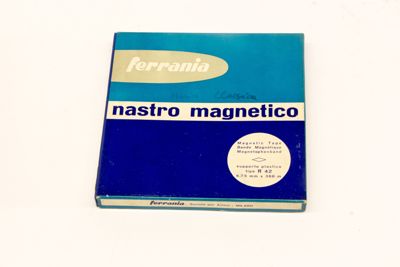 ferrania
nastro magnetico
Magnetic Tape
Bande Magnétique
Magnetophonband
supporto plastico
tipo R 42
6,25 mm x 360 m
ferrania